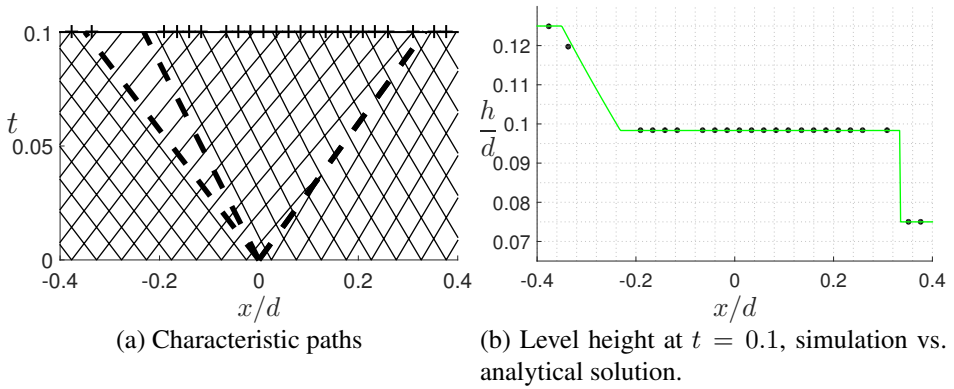 0.1
t
0.05
0
-0.4 -0.2 0 0.2 0.4
x/d
(a) Characteristic paths
0.12
0.11
h/d
0.1
0.09
0.08
0.07
-0.4 -0.2 0 0.2 0.4
x/d
(b) Level height at t = 0.1, simulation vs.
analytical solution.